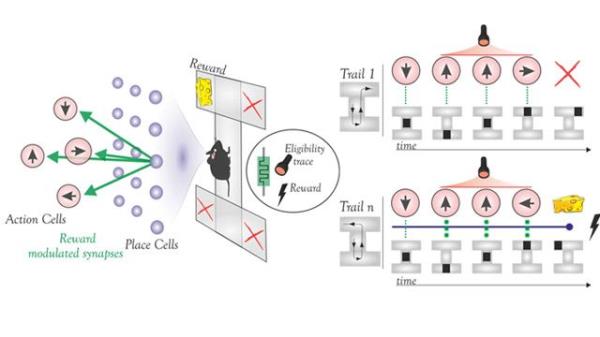 Reward
Trail 1
time
Eligibility
trace
Reward
Action Cells
Place Cells
Reward
modulated synapses
Trail n
time